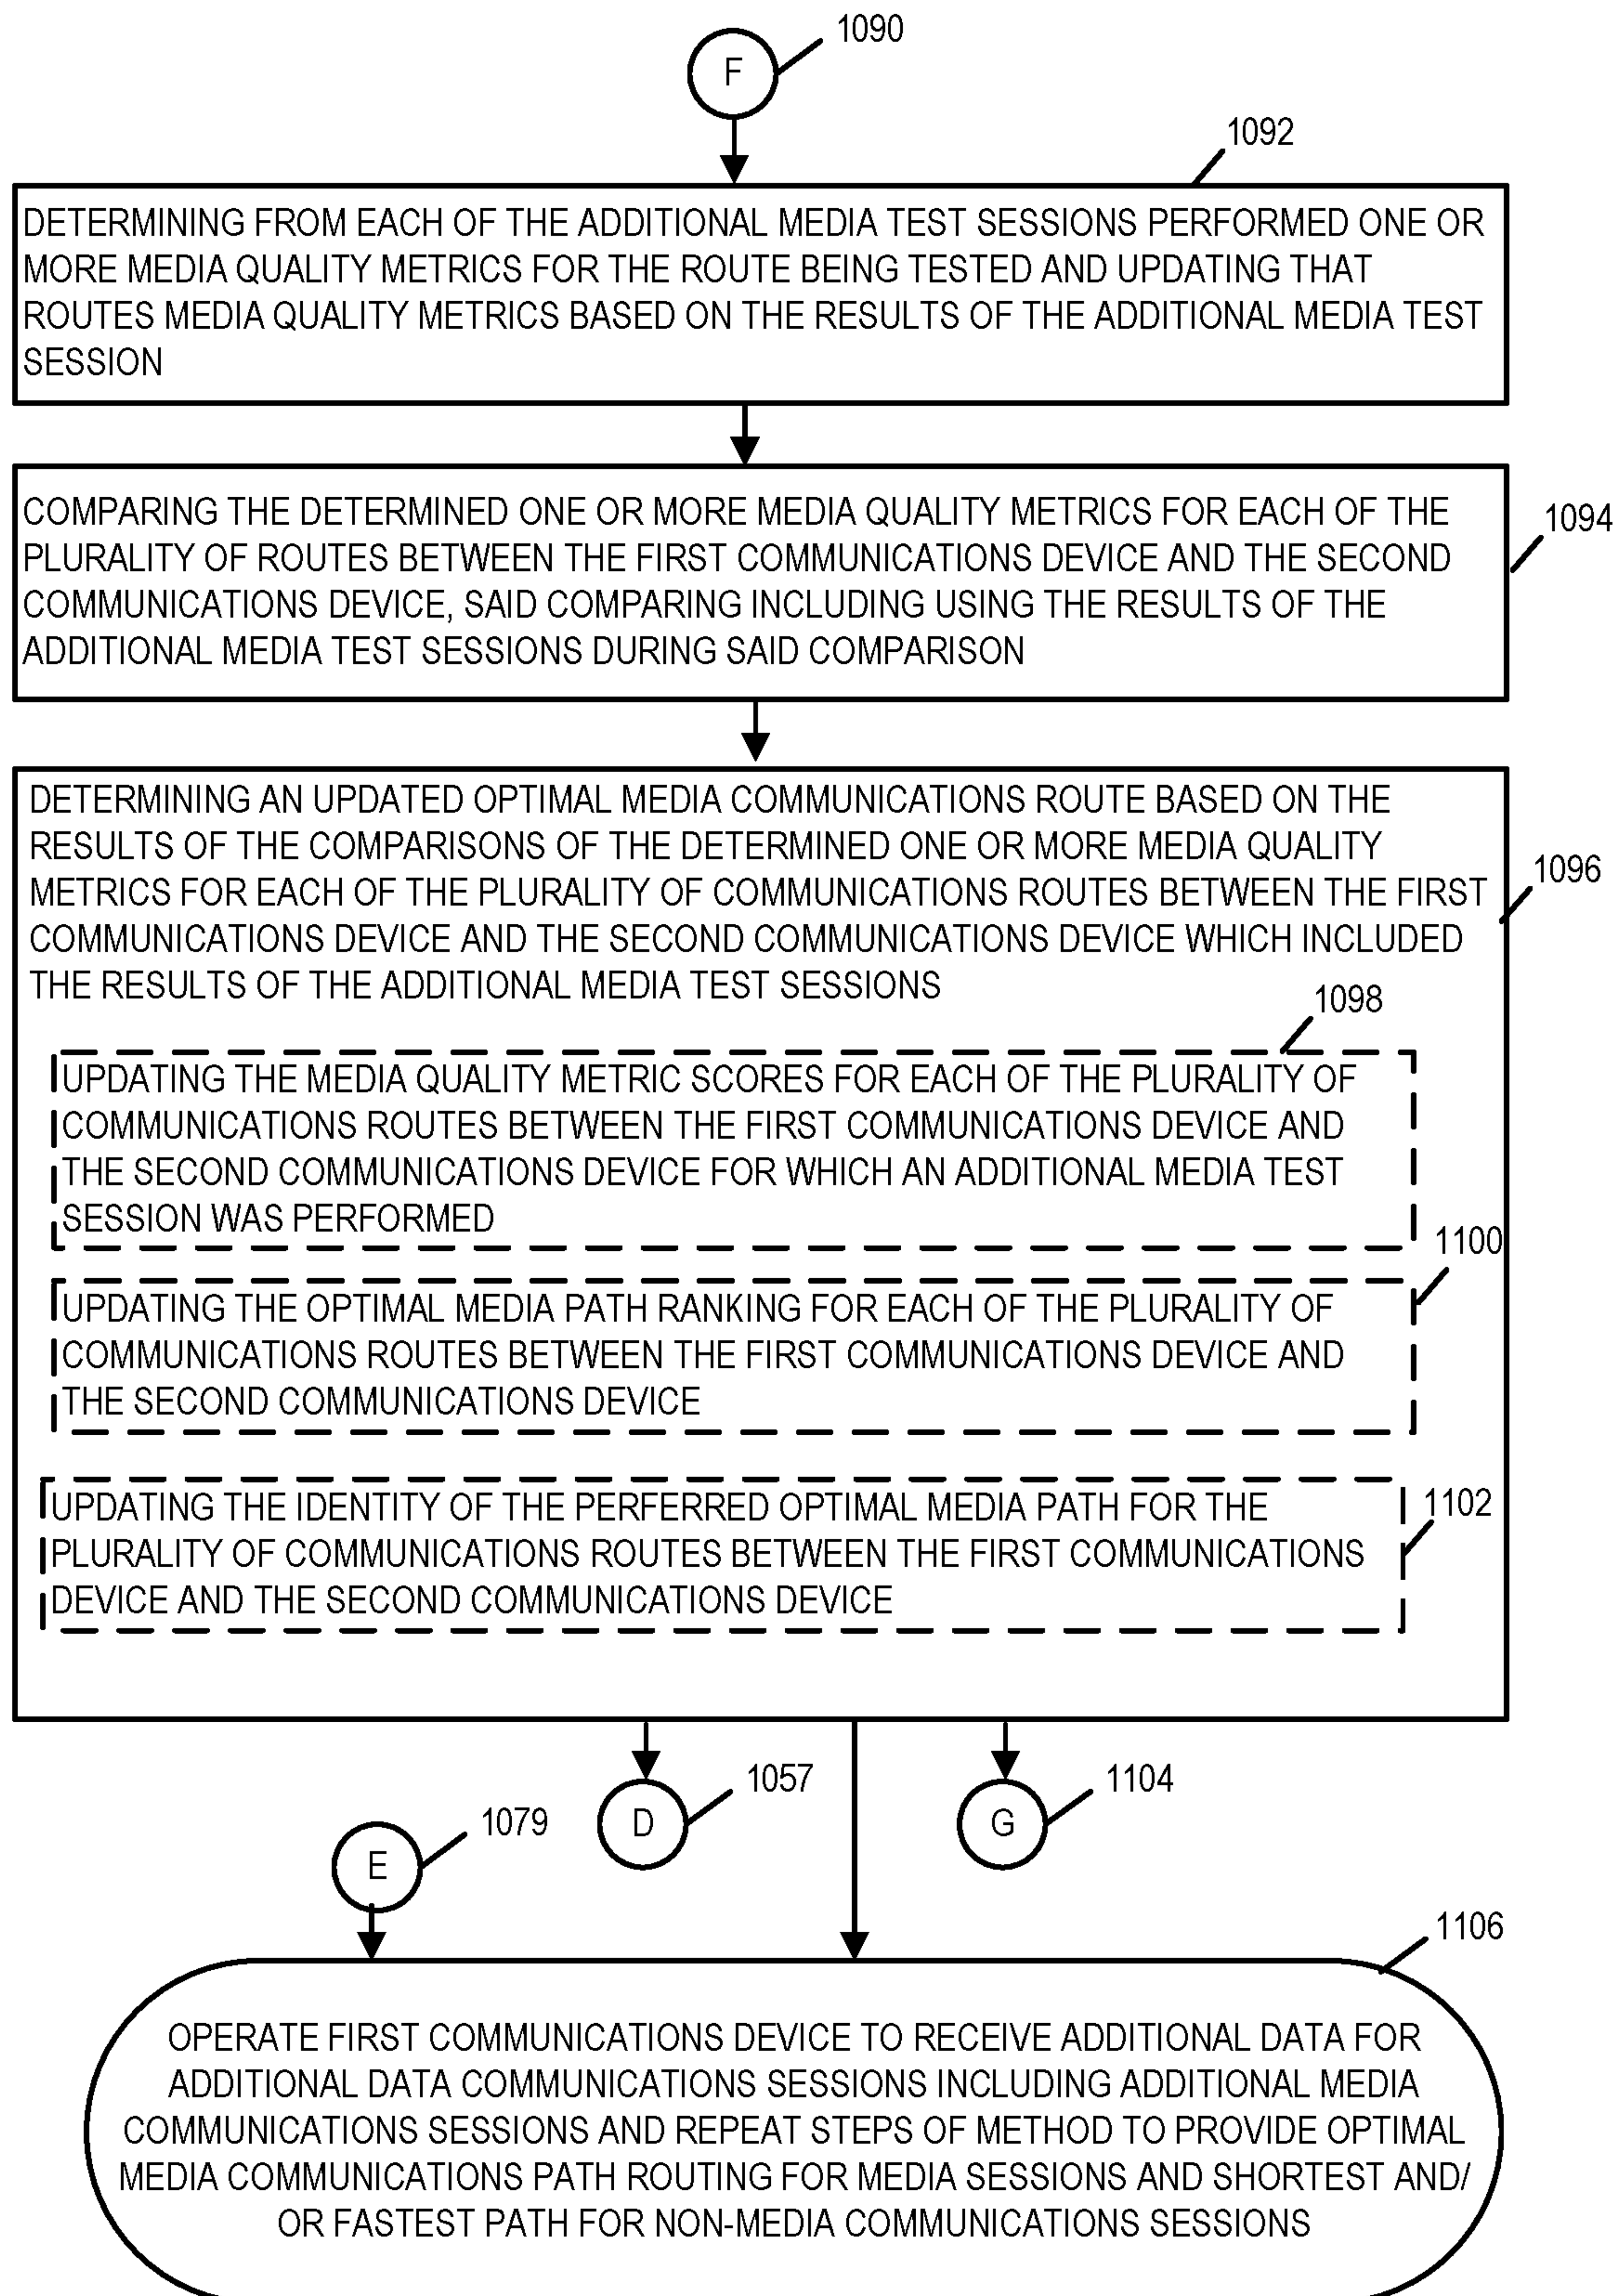 1090
F
1092
DETERMINING FROM EACH OF THE ADDITIONAL MEDIA TEST SESSIONS PERFORMED ONE OR
MORE MEDIA QUALITY METRICS FOR THE ROUTE BEING TESTED AND UPDATING THAT
ROUTES MEDIA QUALITY METRICS BASED ON THE RESULTS OF THE ADDITIONAL MEDIA TEST
SESSION
COMPARING THE DETERMINED ONE OR MORE MEDIA QUALITY METRICS FOR EACH OF THE
PLURALITY OF ROUTES BETWEEN THE FIRST COMMUNICATIONS DEVICE AND THE SECOND
COMMUNICATIONS DEVICE, SAID COMPARING INCLUDING USING THE RESULTS OF THE
ADDITIONAL MEDIA TEST SESSIONS DURING SAID COMPARISON
1094
DETERMINING AN UPDATED OPTIMAL MEDIA COMMUNICATIONS ROUTE BASED ON THE
RESULTS OF THE COMPARISONS OF THE DETERMINED ONE OR MORE MEDIA QUALITY
METRICS FOR EACH OF THE PLURALITY OF COMMUNICATIONS ROUTES BETWEEN THE FIRST
COMMUNICATIONS DEVICE AND THE SECOND COMMUNICATIONS DEVICE WHICH INCLUDED
THE RESULTS OF THE ADDITIONAL MEDIA TEST SESSIONS
1096
1098
UPDATING THE MEDIA QUALITY METRIC SCORES FOR EACH OF THE PLURALITY OF
COMMUNICATIONS ROUTES BETWEEN THE FIRST COMMUNICATIONS DEVICE AND
THE SECOND COMMUNICATIONS DEVICE FOR WHICH AN ADDITIONAL MEDIA TEST
SESSION WAS PERFORMED
1100
UPDATING THE OPTIMAL MEDIA PATH RANKING FOR EACH OF THE PLURALITY OF
COMMUNICATIONS ROUTES BETWEEN THE FIRST COMMUNICATIONS DEVICE AND
THE SECOND COMMUNICATIONS DEVICE
UPDATING THE IDENTITY OF THE PERFERRED OPTIMAL MEDIA PATH FOR THE
PLURALITY OF COMMUNICATIONS ROUTES BETWEEN THE FIRST COMMUNICATIONS
DEVICE AND THE SECOND COMMUNICATIONS DEVICE
1102
1057
D
1104
G
1079
E
1106
OPERATE FIRST COMMUNICATIONS DEVICE TO RECEIVE ADDITIONAL DATA FOR
ADDITIONAL DATA COMMUNICATIONS SESSIONS INCLUDING ADDITIONAL MEDIA
COMMUNICATIONS SESSIONS AND REPEAT STEPS OF METHOD TO PROVIDE OPTIMAL
MEDIA COMMUNICATIONS PATH ROUTING FOR MEDIA SESSIONS AND SHORTEST AND/
OR FASTEST PATH FOR NON-MEDIA COMMUNICATIONS SESSIONS